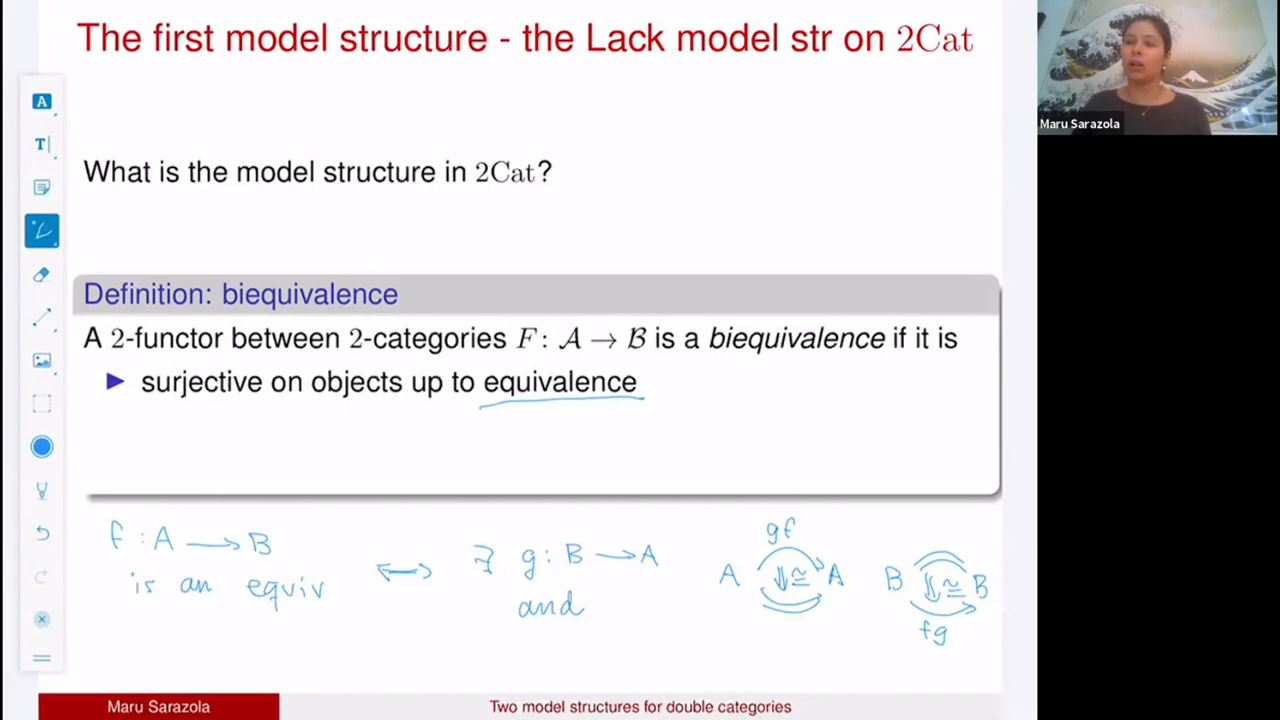 The first model structure - the Lack model str on 2Cat
Maru Sarazola
What is the model structure in 2Cat?
Definition: biequivalence
A 2-functor between 2-categories F: 𝒜 → ℬ is a biequivalence if it is
▶ surjective on objects up to equivalence
f : A → B
is an equiv
↔
∃ g : B → A
and
gf
A ⇓≅ A
B ⇓≅ B
fg
Maru Sarazola
Two model structures for double categories